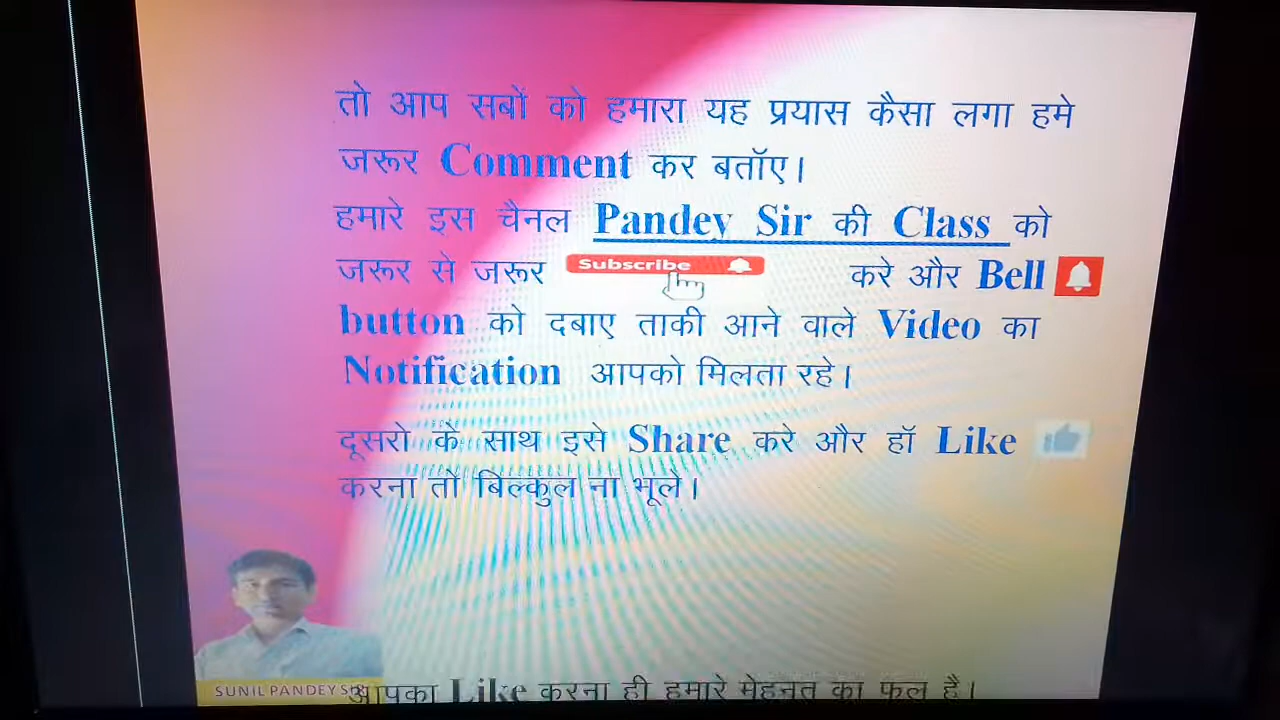 तो आप सबों को हमारा यह प्रयास कैसा लगा हमे
जरूर Comment कर बतॉए।
हमारे इस चैनल Pandey Sir की Class को
जरूर से जरूर Subscribe करे और Bell
button को दबाए ताकी आने वाले Video का
Notification आपको मिलता रहे।
दूसरो के साथ इसे Share करे और हॉ Like
करना तो बिल्कुल ना भूले।
SUNIL PANDEY SIR
आपका Like करना ही हमारे मेहनत का फल है।